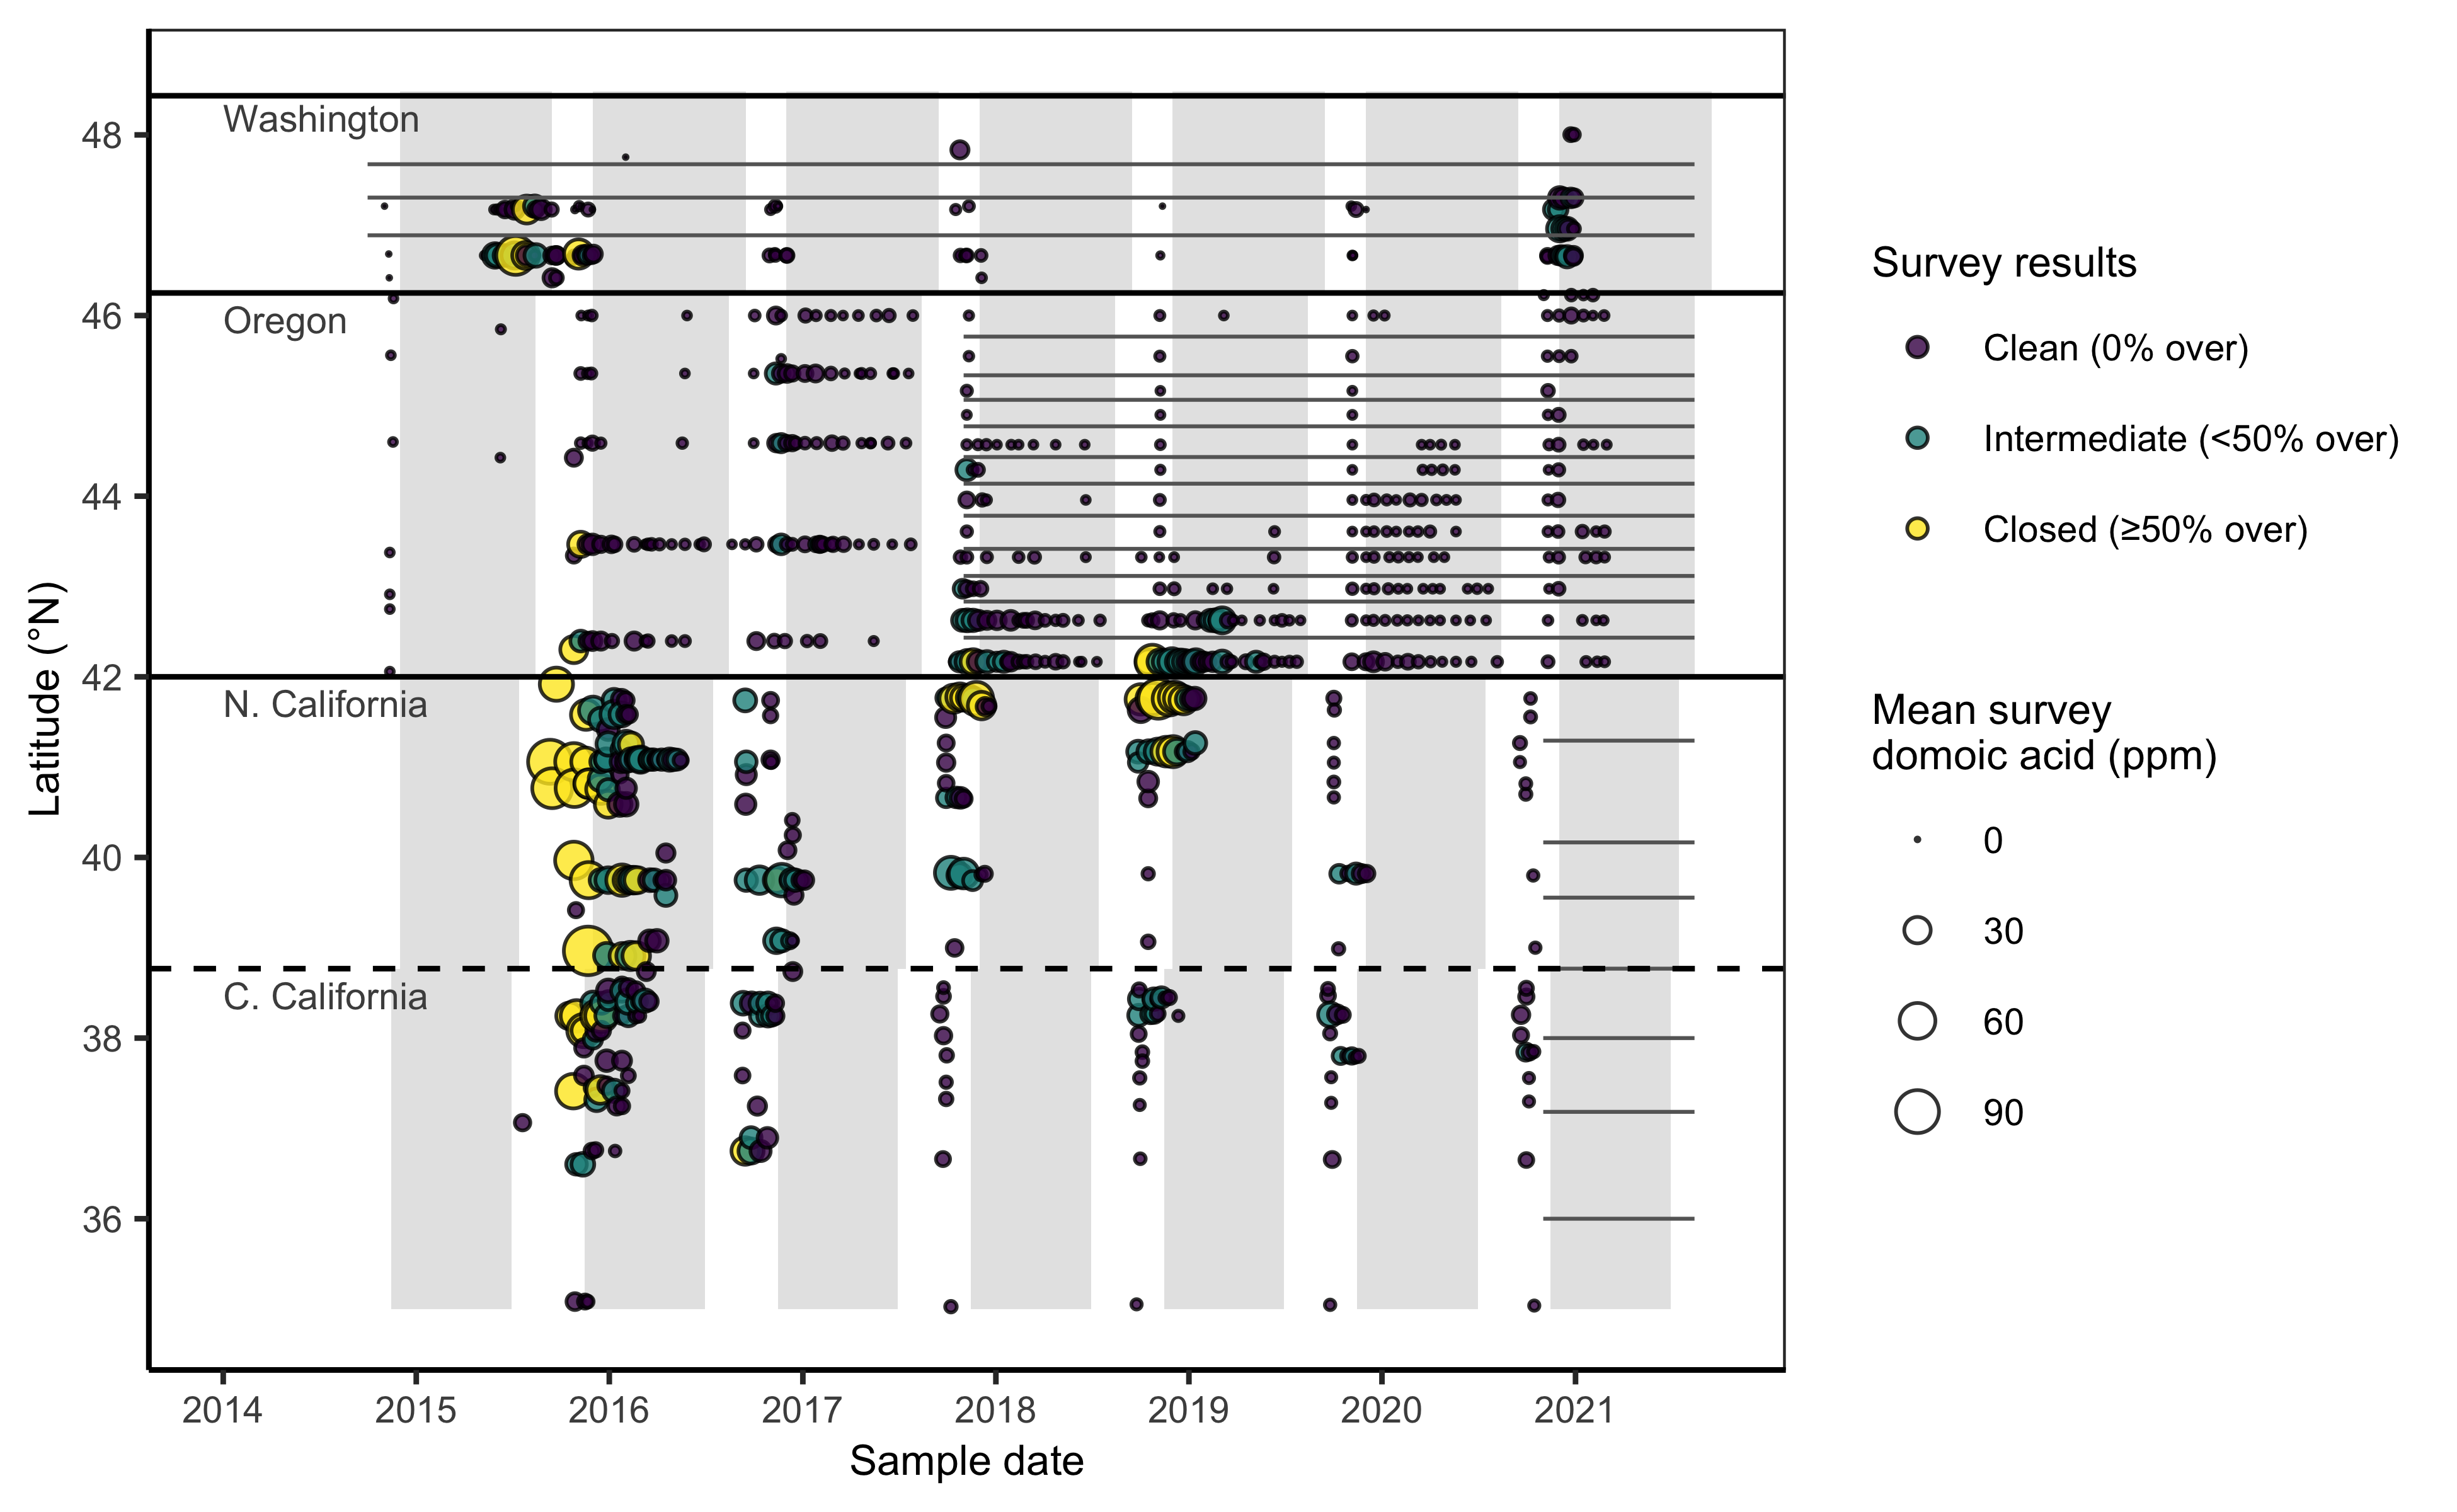 Washington
Oregon
N. California
C. California
48
46
44
42
40
38
36
Latitude (°N)
2014
2015
2016
2017
2018
2019
2020
2021
Sample date
Survey results
Clean (0% over)
Intermediate (<50% over)
Closed (≥50% over)
Mean survey
domoic acid (ppm)
0
30
60
90